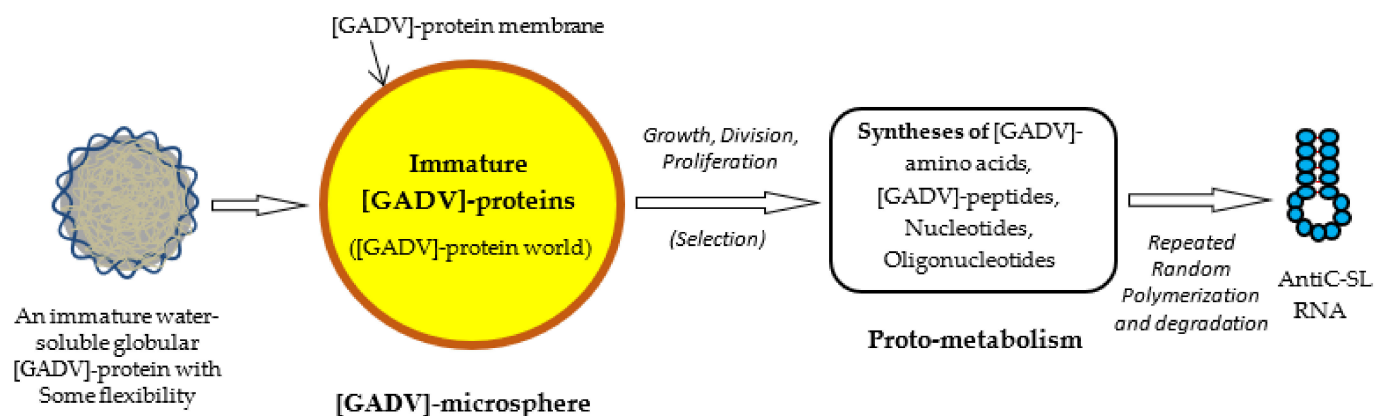 [GADV]-protein membrane
An immature water-
soluble globular
[GADV]-protein with
Some flexibility
Immature
[GADV]-proteins
([GADV]-protein world)
[GADV]-microsphere
Growth, Division,
Proliferation
(Selection)
Syntheses of [GADV]-
amino acids,
[GADV]-peptides,
Nucleotides,
Oligonucleotides
Proto-metabolism
Repeated
Random
Polymerization
and degradation
AntiC-SL
RNA